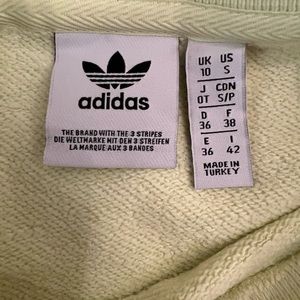 adidas
THE BRAND WITH THE 3 STRIPES
DIE WELTMARKE MIT DEN 3 STREIFEN
LA MARQUE AUX 3 BANDES
UK US
10 S
J CDN
OT S/P
D F
36 38
E I
36 42
MADE IN
TURKEY